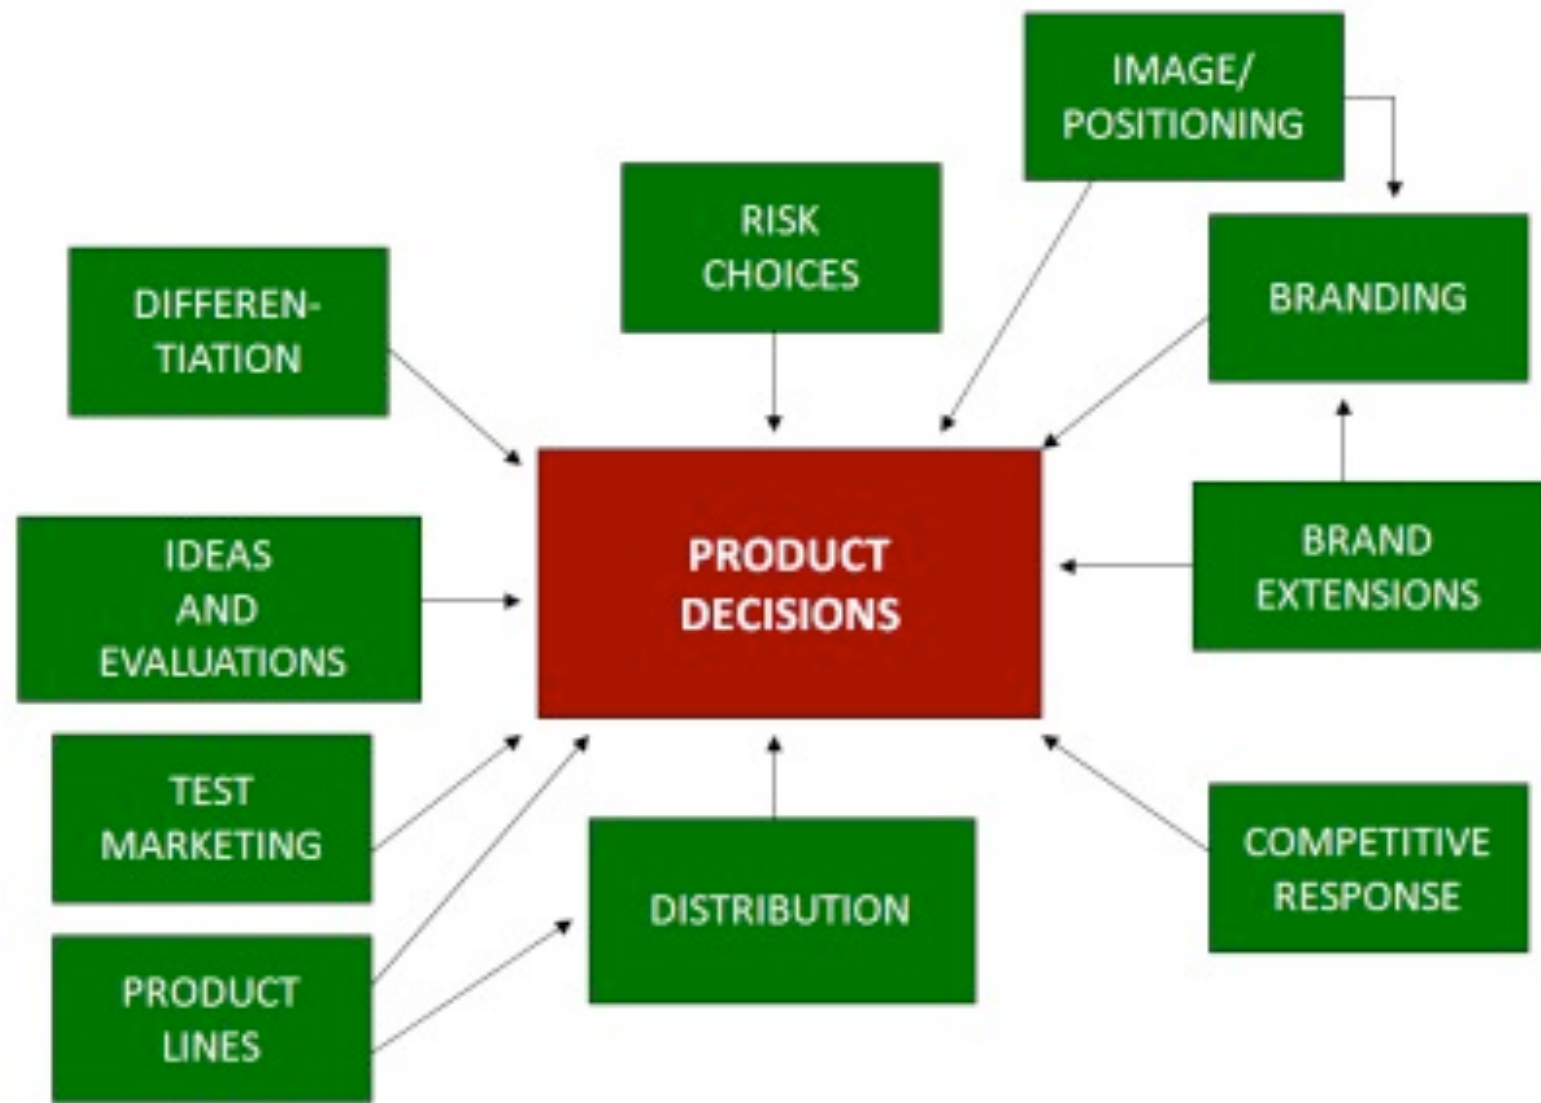 IMAGE/
POSITIONING
RISK
CHOICES
BRANDING
DIFFEREN-
TIATION
PRODUCT
DECISIONS
BRAND
EXTENSIONS
IDEAS
AND
EVALUATIONS
TEST
MARKETING
DISTRIBUTION
COMPETITIVE
RESPONSE
PRODUCT
LINES